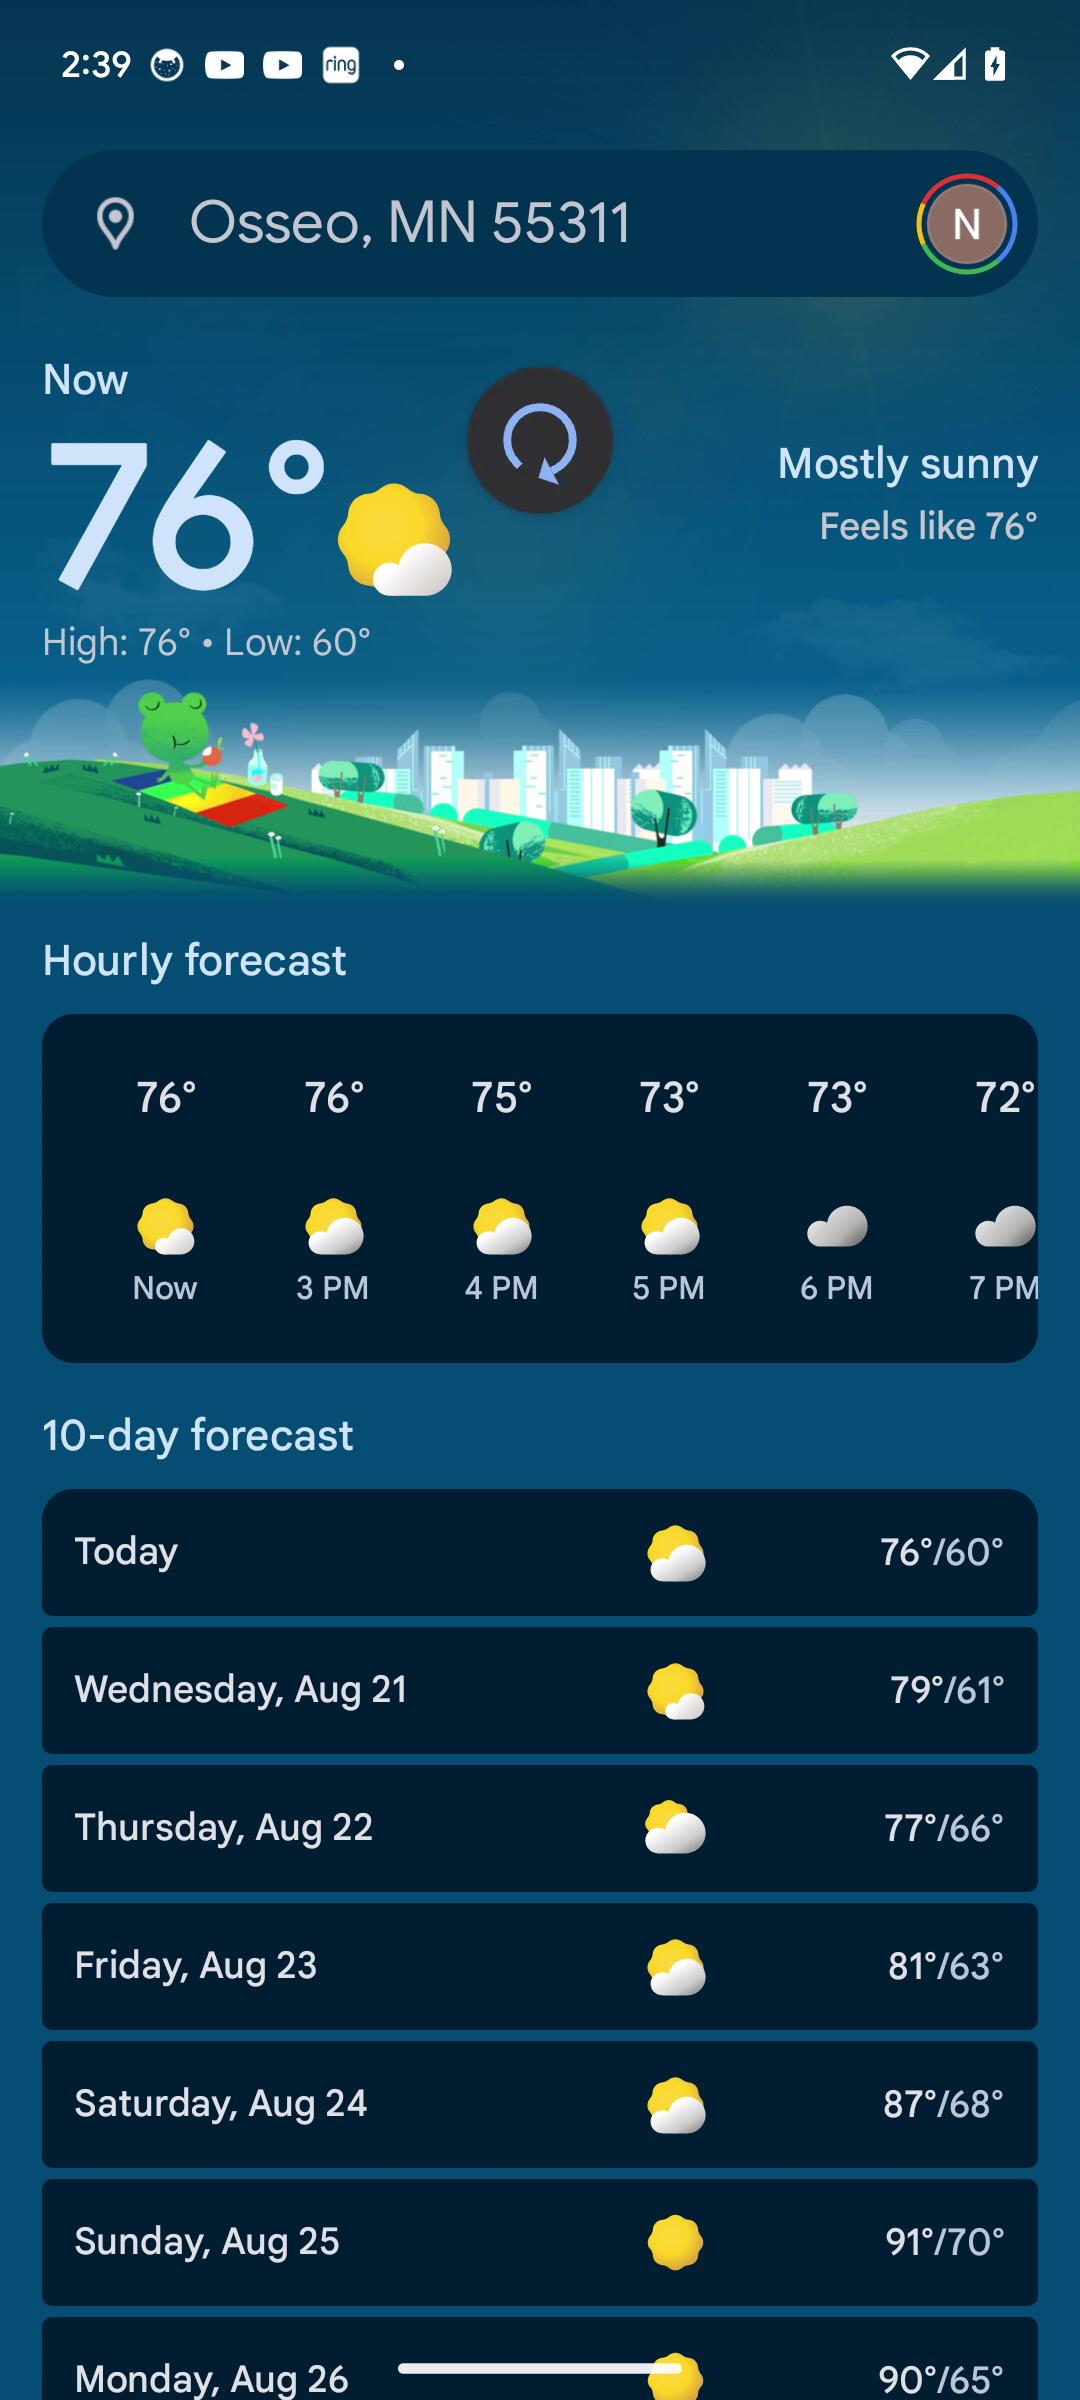 2:39 ring
Osseo, MN 55311 N
Now
76°
Mostly sunny
Feels like 76°
High: 76° • Low: 60°
Hourly forecast
76° 76° 75° 73° 73° 72°
Now 3 PM 4 PM 5 PM 6 PM 7 PM
10-day forecast
Today 76°/60°
Wednesday, Aug 21 79°/61°
Thursday, Aug 22 77°/66°
Friday, Aug 23 81°/63°
Saturday, Aug 24 87°/68°
Sunday, Aug 25 91°/70°
Monday, Aug 26 90°/65°